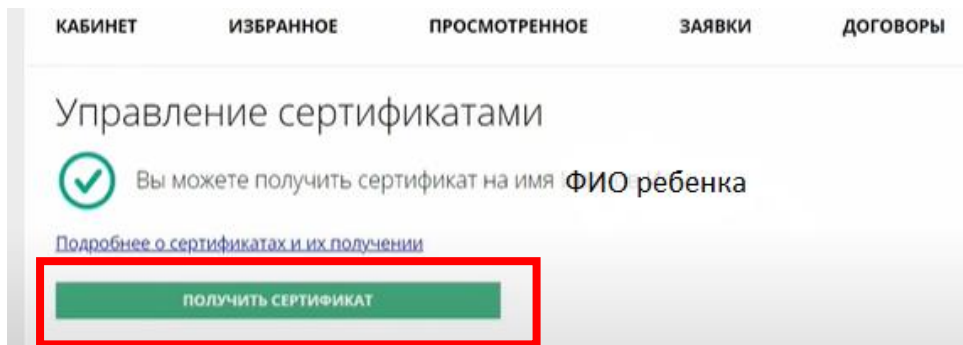 КАБИНЕТ ИЗБРАННОЕ ПРОСМОТРЕННОЕ ЗАЯВКИ ДОГОВОРЫ
Управление сертификатами
Вы можете получить сертификат на имя ФИО ребенка
Подробнее о сертификатах и их получении
ПОЛУЧИТЬ СЕРТИФИКАТ